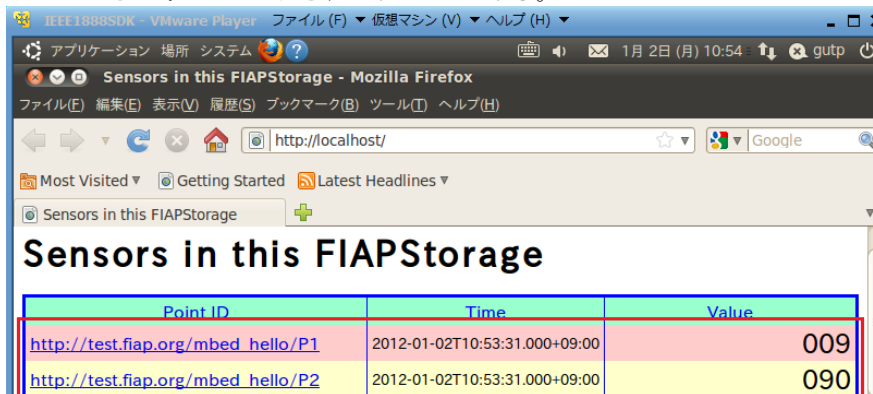 IEEE1888SDK - VMware Player ファイル (F) ▼ 仮想マシン (V) ▼ ヘルプ (H) ▼
アプリケーション 場所 システム 1月 2日 (月) 10:54 gutp
Sensors in this FIAPStorage - Mozilla Firefox
ファイル(F) 編集(E) 表示(V) 履歴(S) ブックマーク(B) ツール(T) ヘルプ(H)
http://localhost/ Google
Most Visited ▼ Getting Started Latest Headlines ▼
Sensors in this FIAPStorage
Sensors in this FIAPStorage
Point ID Time Value
http://test.fiap.org/mbed_hello/P1 2012-01-02T10:53:31.000+09:00 009
http://test.fiap.org/mbed_hello/P2 2012-01-02T10:53:31.000+09:00 090